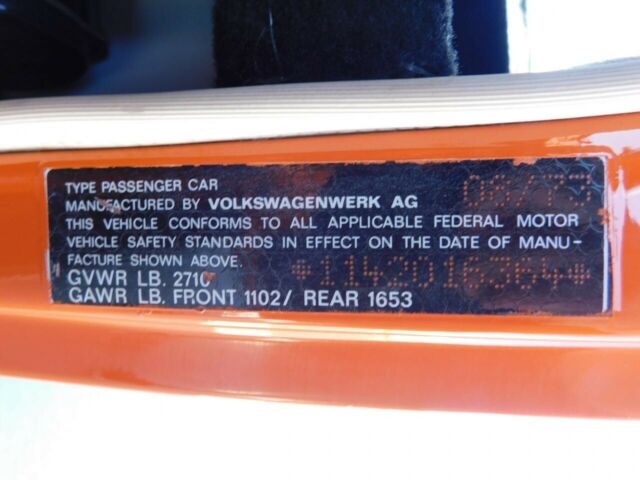 TYPE PASSENGER CAR 08/73
MANUFACTURED BY VOLKSWAGENWERK AG
THIS VEHICLE CONFORMS TO ALL APPLICABLE FEDERAL MOTOR
VEHICLE SAFETY STANDARDS IN EFFECT ON THE DATE OF MANU-
FACTURE SHOWN ABOVE.
GVWR LB. 2710 *1142016364*
GAWR LB. FRONT 1102/ REAR 1653